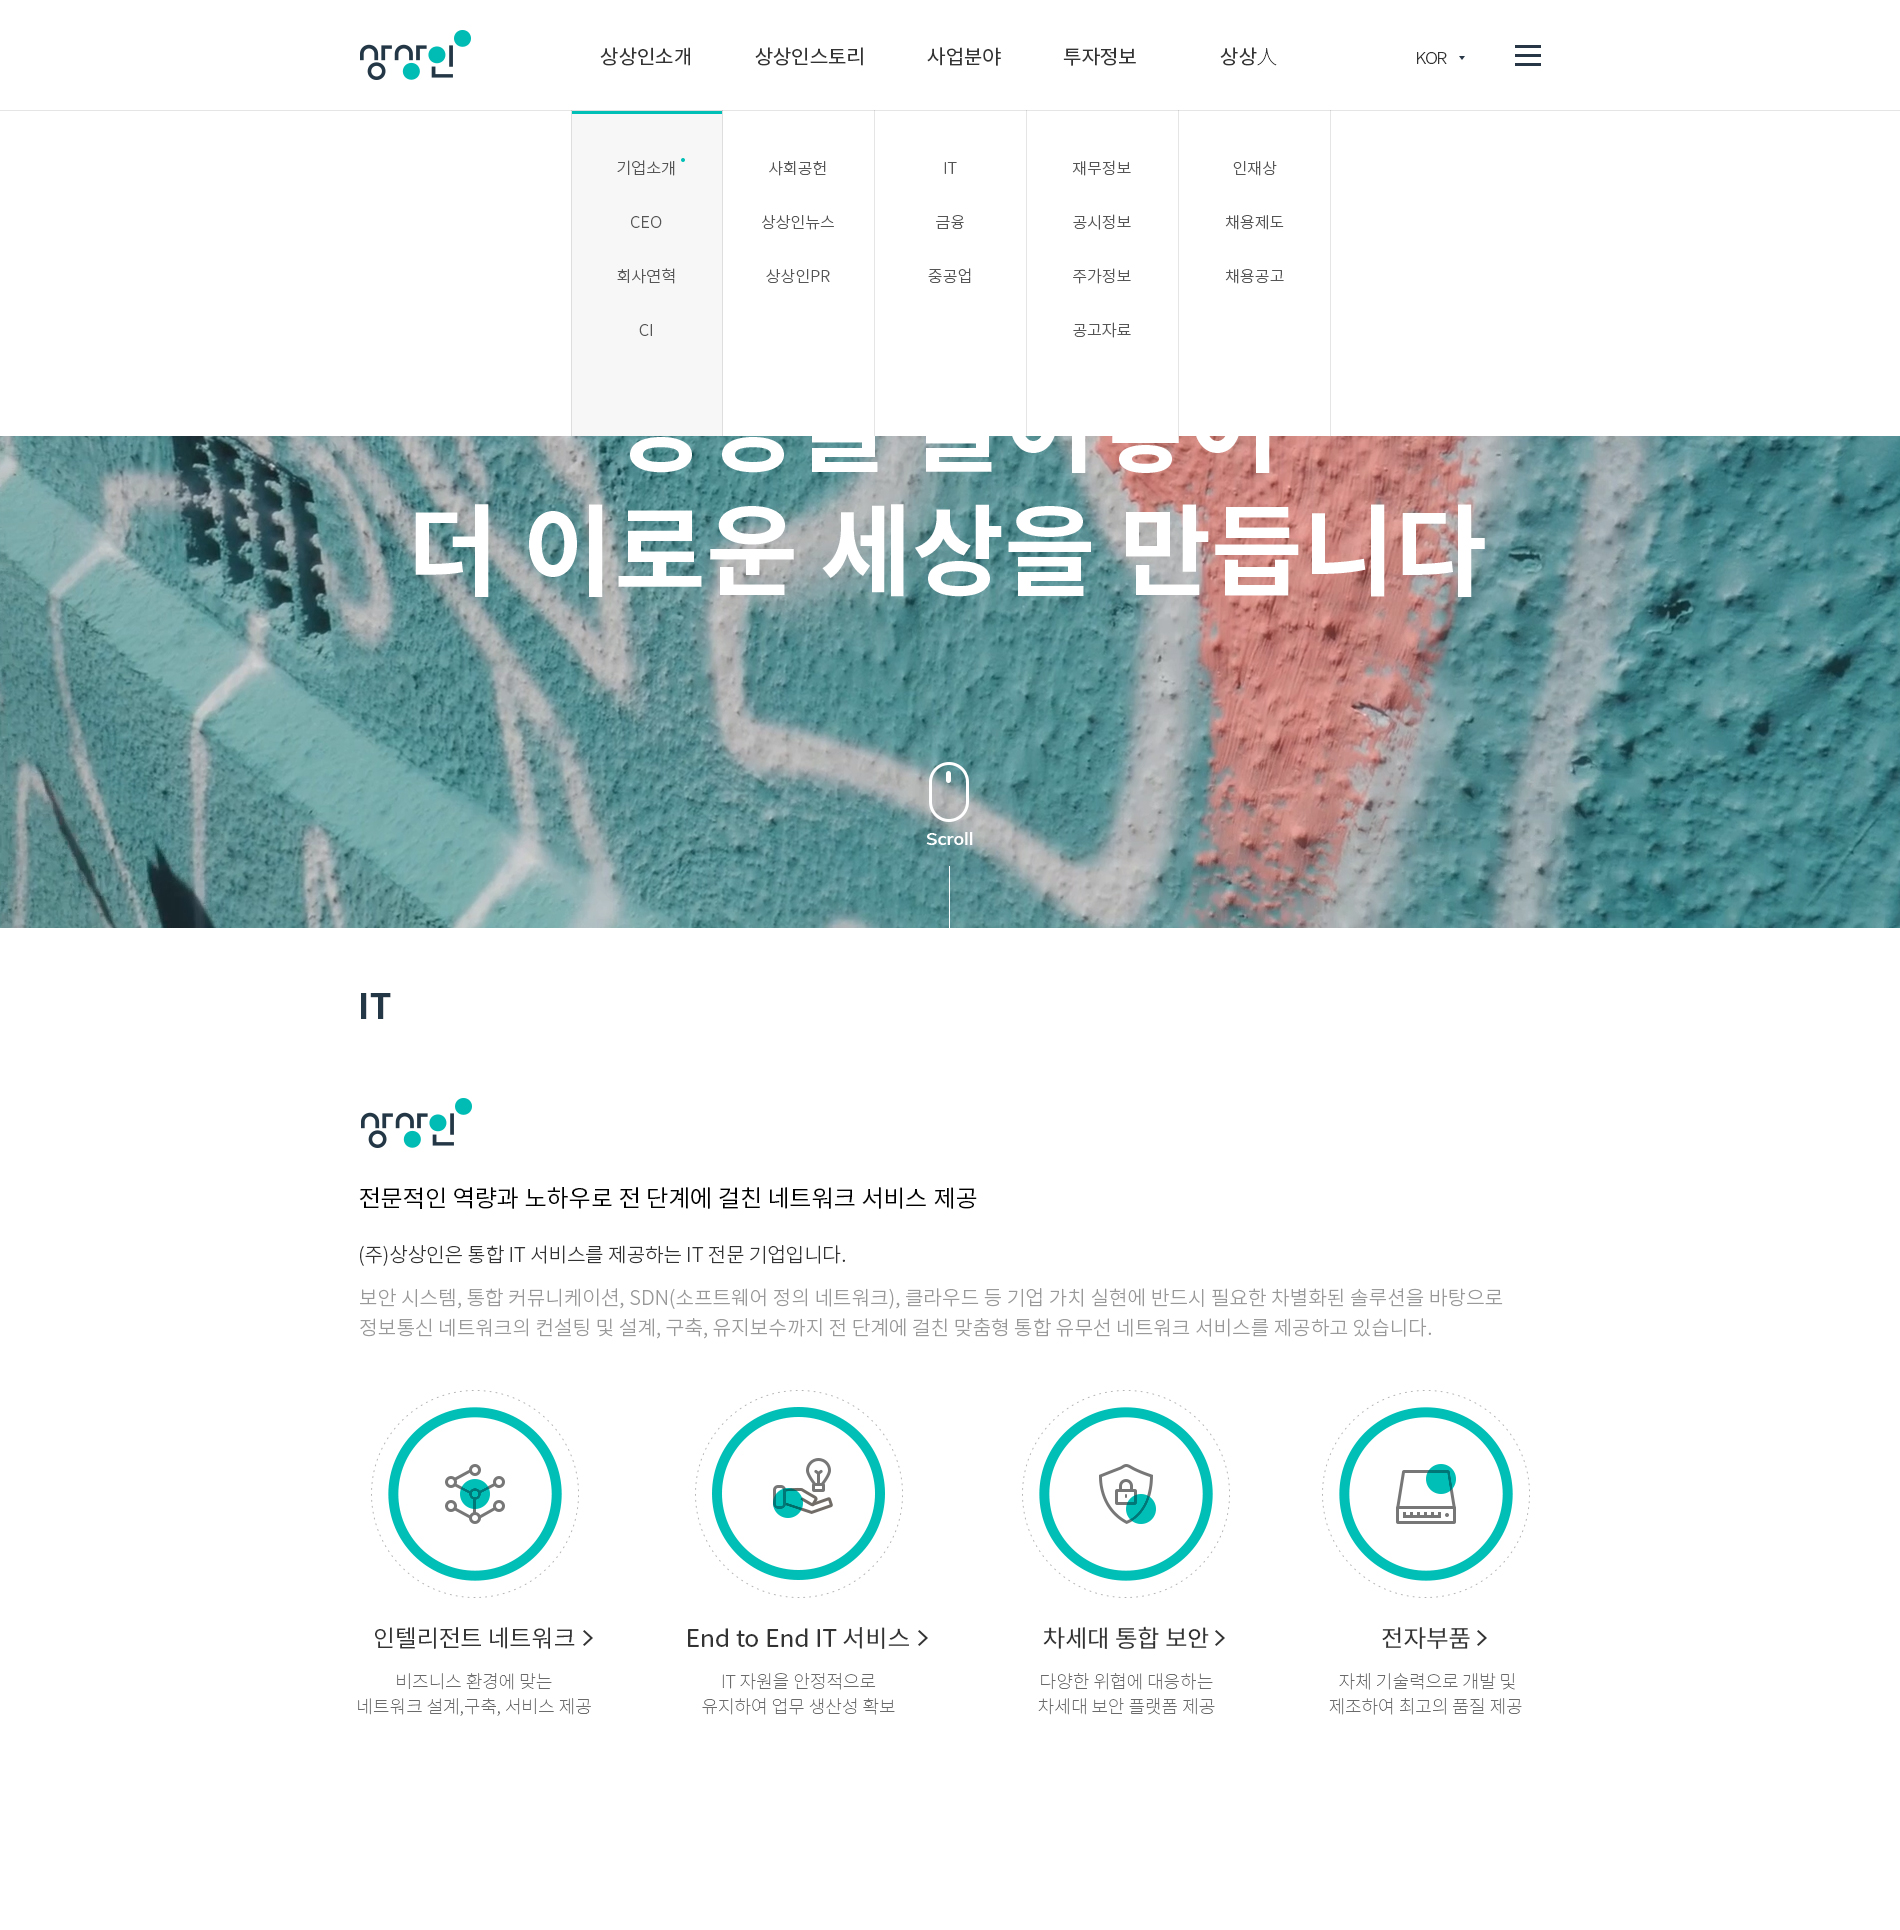 상상인
상상인소개
상상인스토리
사업분야
투자정보
상상人
KOR
기업소개
CEO
회사연혁
CI
사회공헌
상상인뉴스
상상인PR
IT
금융
중공업
재무정보
공시정보
주가정보
공고자료
인재상
채용제도
채용공고
더 이로운 세상을 만듭니다
Scroll
IT
상상인
전문적인 역량과 노하우로 전 단계에 걸친 네트워크 서비스 제공
(주)상상인은 통합 IT 서비스를 제공하는 IT 전문 기업입니다.
보안 시스템, 통합 커뮤니케이션, SDN(소프트웨어 정의 네트워크), 클라우드 등 기업 가치 실현에 반드시 필요한 차별화된 솔루션을 바탕으로
정보통신 네트워크의 컨설팅 및 설계, 구축, 유지보수까지 전 단계에 걸친 맞춤형 통합 유무선 네트워크 서비스를 제공하고 있습니다.
인텔리전트 네트워크
비즈니스 환경에 맞는
네트워크 설계,구축, 서비스 제공
End to End IT 서비스
IT 자원을 안정적으로
유지하여 업무 생산성 확보
차세대 통합 보안
다양한 위협에 대응하는
차세대 보안 플랫폼 제공
전자부품
자체 기술력으로 개발 및
제조하여 최고의 품질 제공